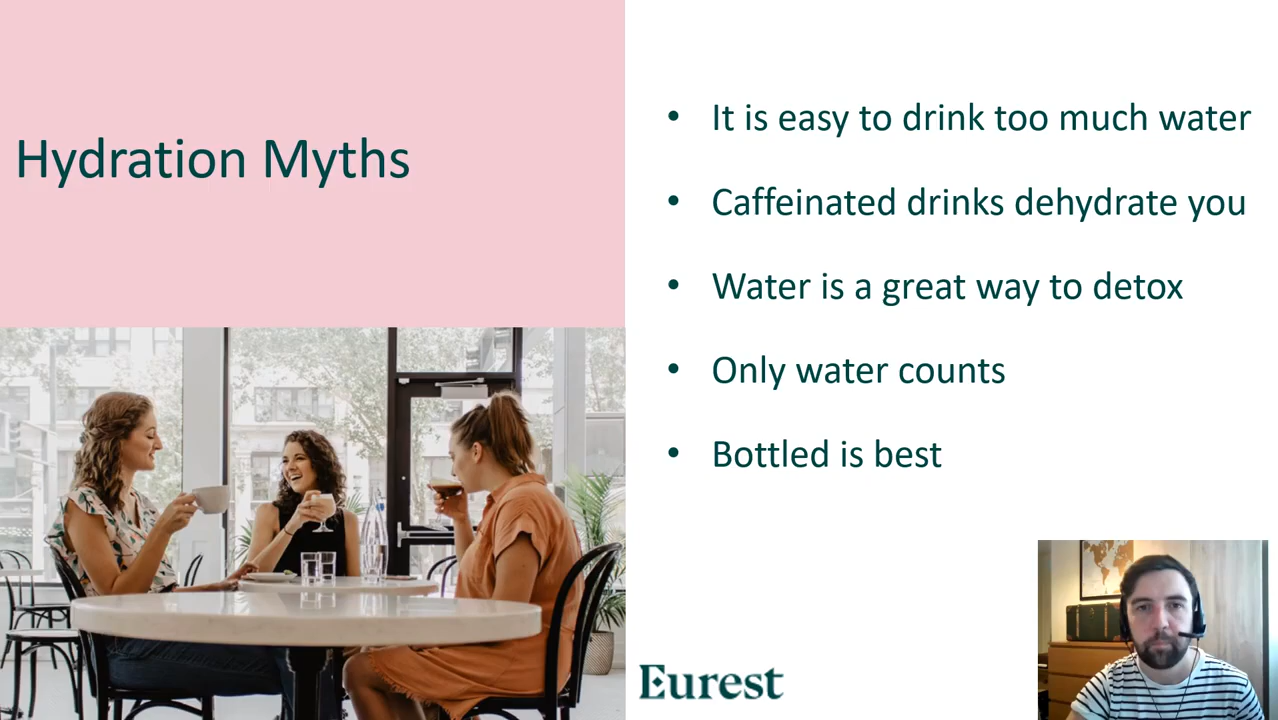 Hydration Myths
• It is easy to drink too much water
• Caffeinated drinks dehydrate you
• Water is a great way to detox
• Only water counts
• Bottled is best
Eurest